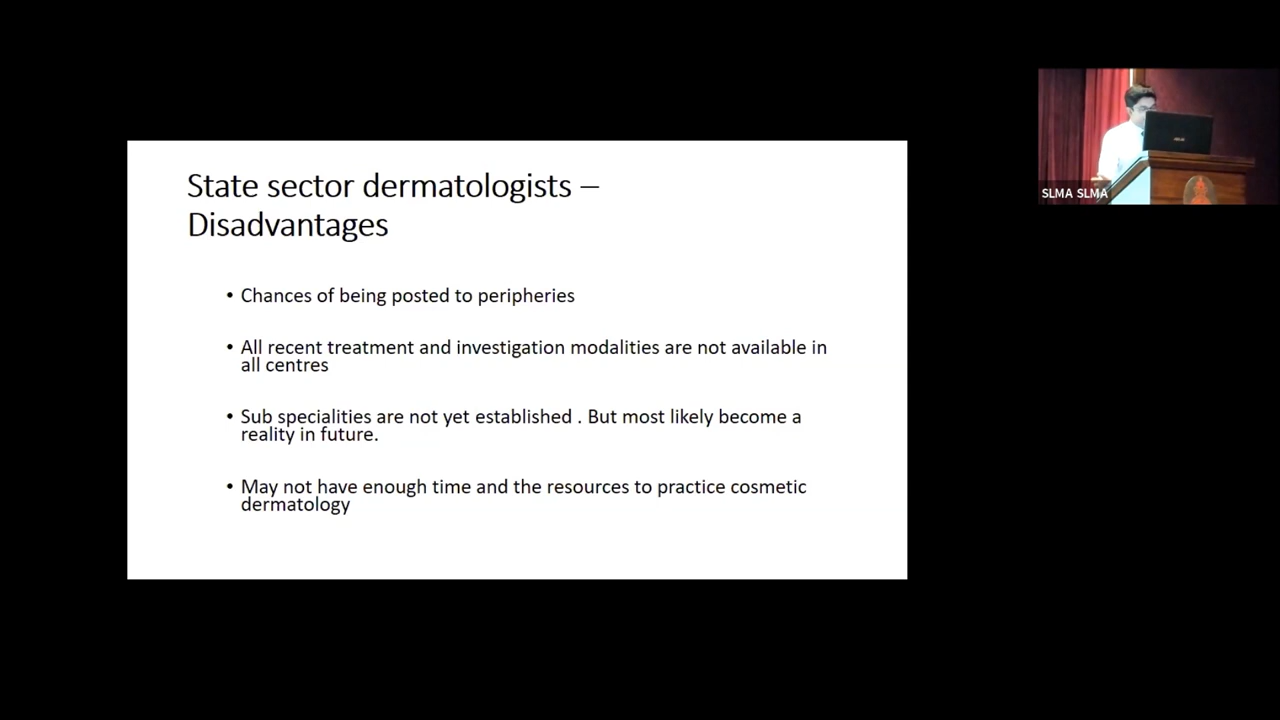 State sector dermatologists –
Disadvantages
• Chances of being posted to peripheries
• All recent treatment and investigation modalities are not available in
all centres
• Sub specialities are not yet established . But most likely become a
reality in future.
• May not have enough time and the resources to practice cosmetic
dermatology
SLMA SLMA